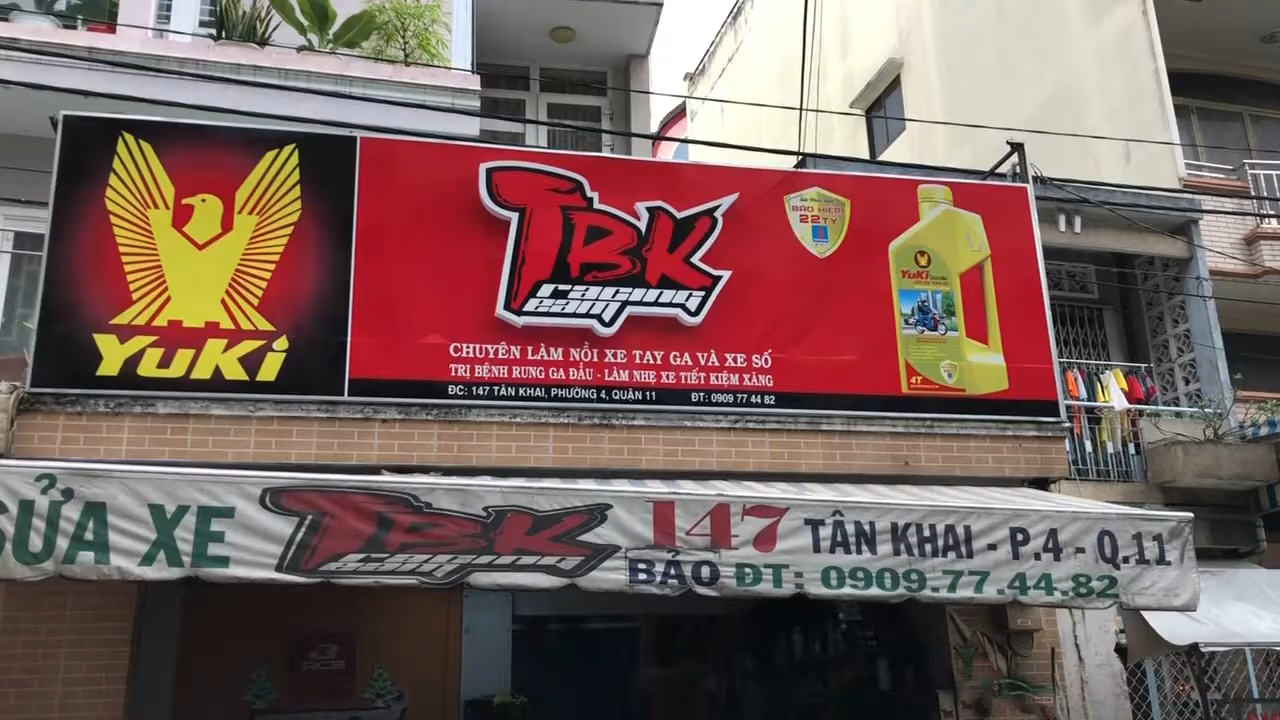 YUKI
TBK
racing
team
BẢO HIỂM
22 TỶ
YuKi
4T
CHUYÊN LÀM NỒI XE TAY GA VÀ XE SỐ
TRỊ BỆNH RUNG GA ĐẦU - LÀM NHẸ XE TIẾT KIỆM XĂNG
ĐC: 147 TÂN KHAI, PHƯỜNG 4, QUẬN 11 ĐT: 0909 77 44 82
SỬA XE TBK racing team 147 TÂN KHAI - P.4 - Q.11
BẢO ĐT: 0909.77.44.82
RCB